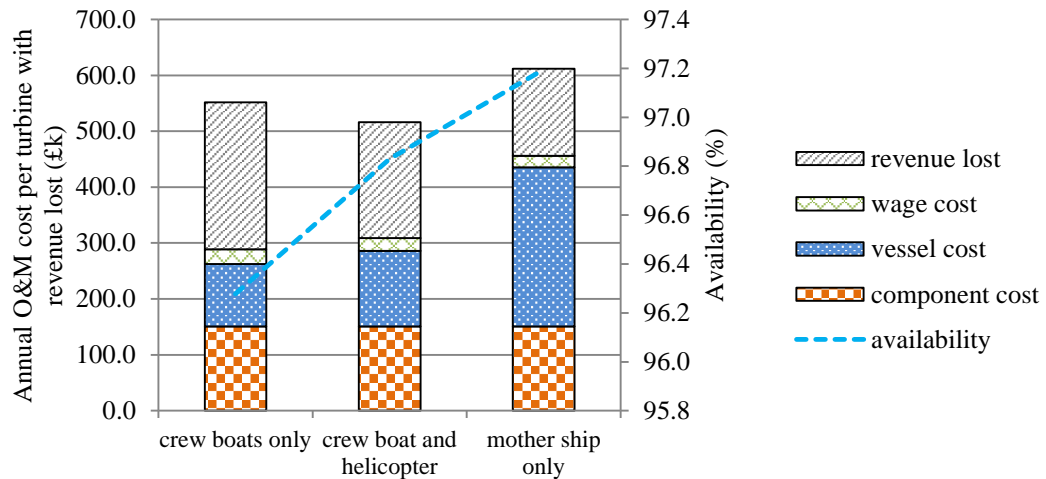 Annual O&M cost per turbine with
revenue lost (£k)
700.0
600.0
500.0
400.0
300.0
200.0
100.0
0.0
97.4
97.2
97.0
96.8
96.6
96.4
96.2
96.0
95.8
Availability (%)
crew boats only
crew boat and
helicopter
mother ship
only
revenue lost
wage cost
vessel cost
component cost
availability